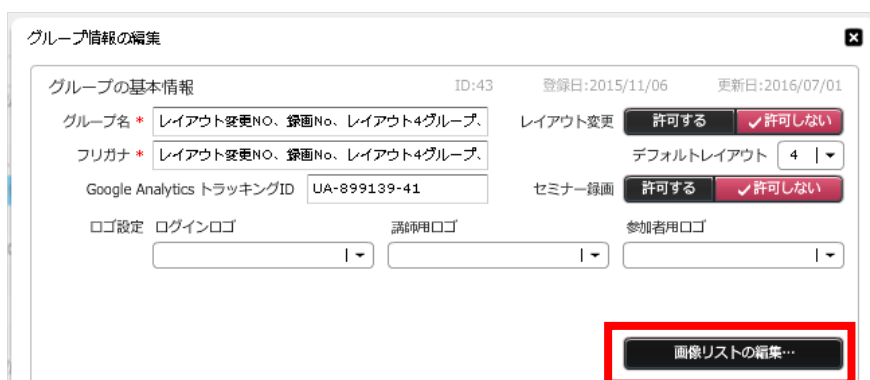 グループ情報の編集
グループの基本情報 ID:43 登録日:2015/11/06 更新日:2016/07/01
グループ名 * レイアウト変更NO、録画No、レイアウト4グループ、 レイアウト変更 許可する 許可しない
フリガナ * レイアウト変更NO、録画No、レイアウト4グループ、 デフォルトレイアウト 4
Google Analytics トラッキングID UA-899139-41 セミナー録画 許可する 許可しない
ロゴ設定 ログインロゴ 講師用ロゴ 参加者用ロゴ
画像リストの編集…